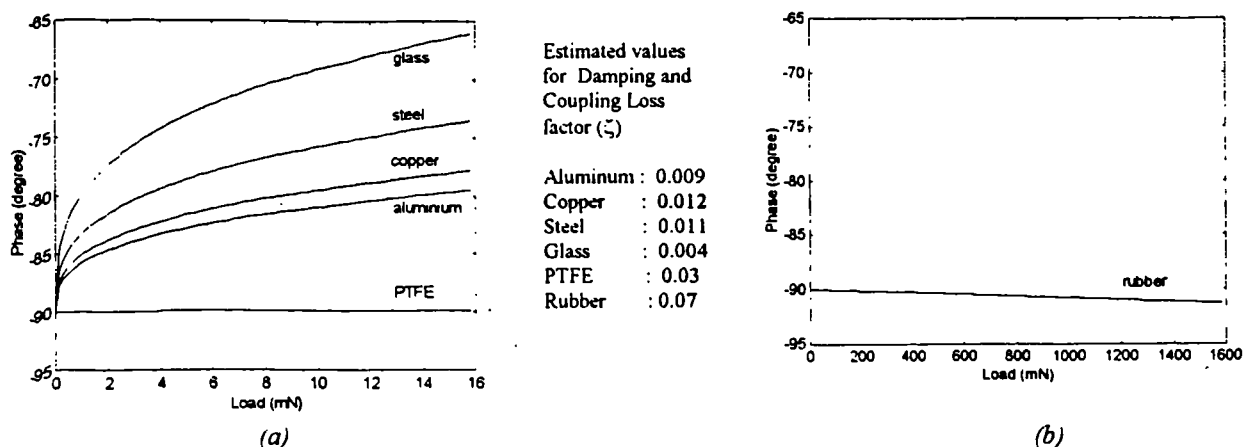 -65
-70
-75
-80
-85
-90
-95
Phase (degree)
glass
steel
copper
aluminium
PTFE
0 2 4 6 8 10 12 14 16
Load (mN)
(a)
Estimated values
for Damping and
Coupling Loss
factor (ζ)
Aluminum : 0.009
Copper : 0.012
Steel : 0.011
Glass : 0.004
PTFE : 0.03
Rubber : 0.07
-65
-70
-75
-80
-85
-90
-95
Phase (degree)
rubber
0 200 400 600 800 1000 1200 1400 1600
Load (mN)
(b)